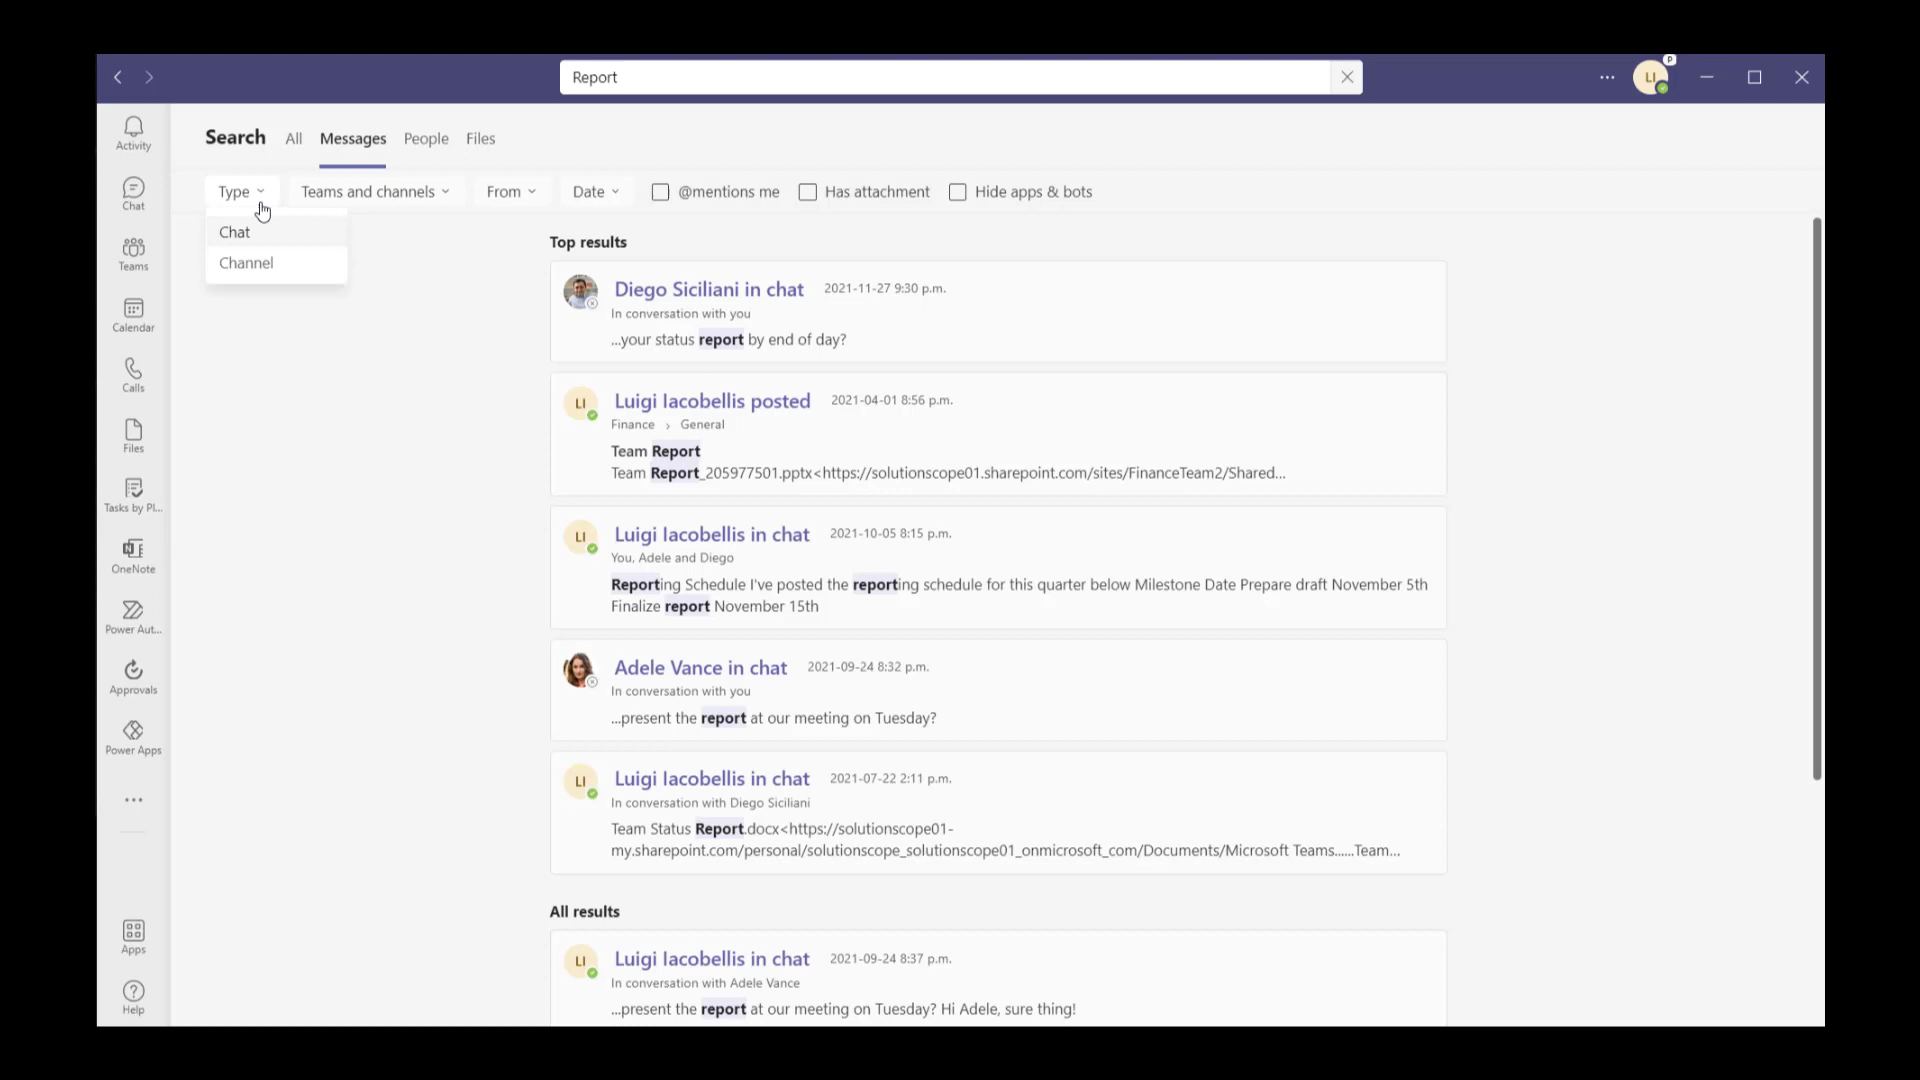 Report
LI
P
Activity
Chat
Teams
Calendar
Calls
Files
Tasks by Pl...
OneNote
Power Aut...
Approvals
Power Apps
Apps
Help
Search All Messages People Files
Type Teams and channels From Date @mentions me Has attachment Hide apps & bots
Chat
Channel
Top results
Diego Siciliani in chat 2021-11-27 9:30 p.m.
In conversation with you
...your status report by end of day?
LI
Luigi Iacobellis posted 2021-04-01 8:56 p.m.
Finance > General
Team Report
Team Report_205977501.pptx<https://solutionscope01.sharepoint.com/sites/FinanceTeam2/Shared...
LI
Luigi Iacobellis in chat 2021-10-05 8:15 p.m.
You, Adele and Diego
Reporting Schedule I've posted the reporting schedule for this quarter below Milestone Date Prepare draft November 5th
Finalize report November 15th
Adele Vance in chat 2021-09-24 8:32 p.m.
In conversation with you
...present the report at our meeting on Tuesday?
LI
Luigi Iacobellis in chat 2021-07-22 2:11 p.m.
In conversation with Diego Siciliani
Team Status Report.docx<https://solutionscope01-
my.sharepoint.com/personal/solutionscope_solutionscope01_onmicrosoft_com/Documents/Microsoft Teams......Team...
All results
LI
Luigi Iacobellis in chat 2021-09-24 8:37 p.m.
In conversation with Adele Vance
...present the report at our meeting on Tuesday? Hi Adele, sure thing!